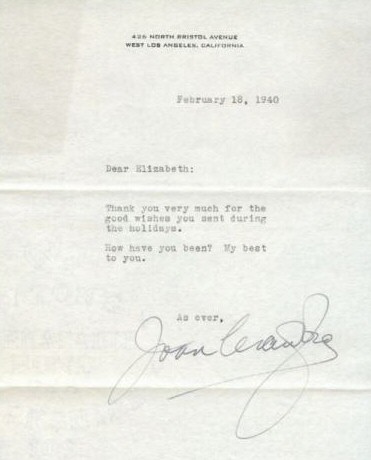 426 NORTH BRISTOL AVENUE
WEST LOS ANGELES, CALIFORNIA
February 18, 1940
Dear Elizabeth:
Thank you very much for the
good wishes you sent during
the holidays.
How have you been? My best
to you.
As ever,
Joan Crawford